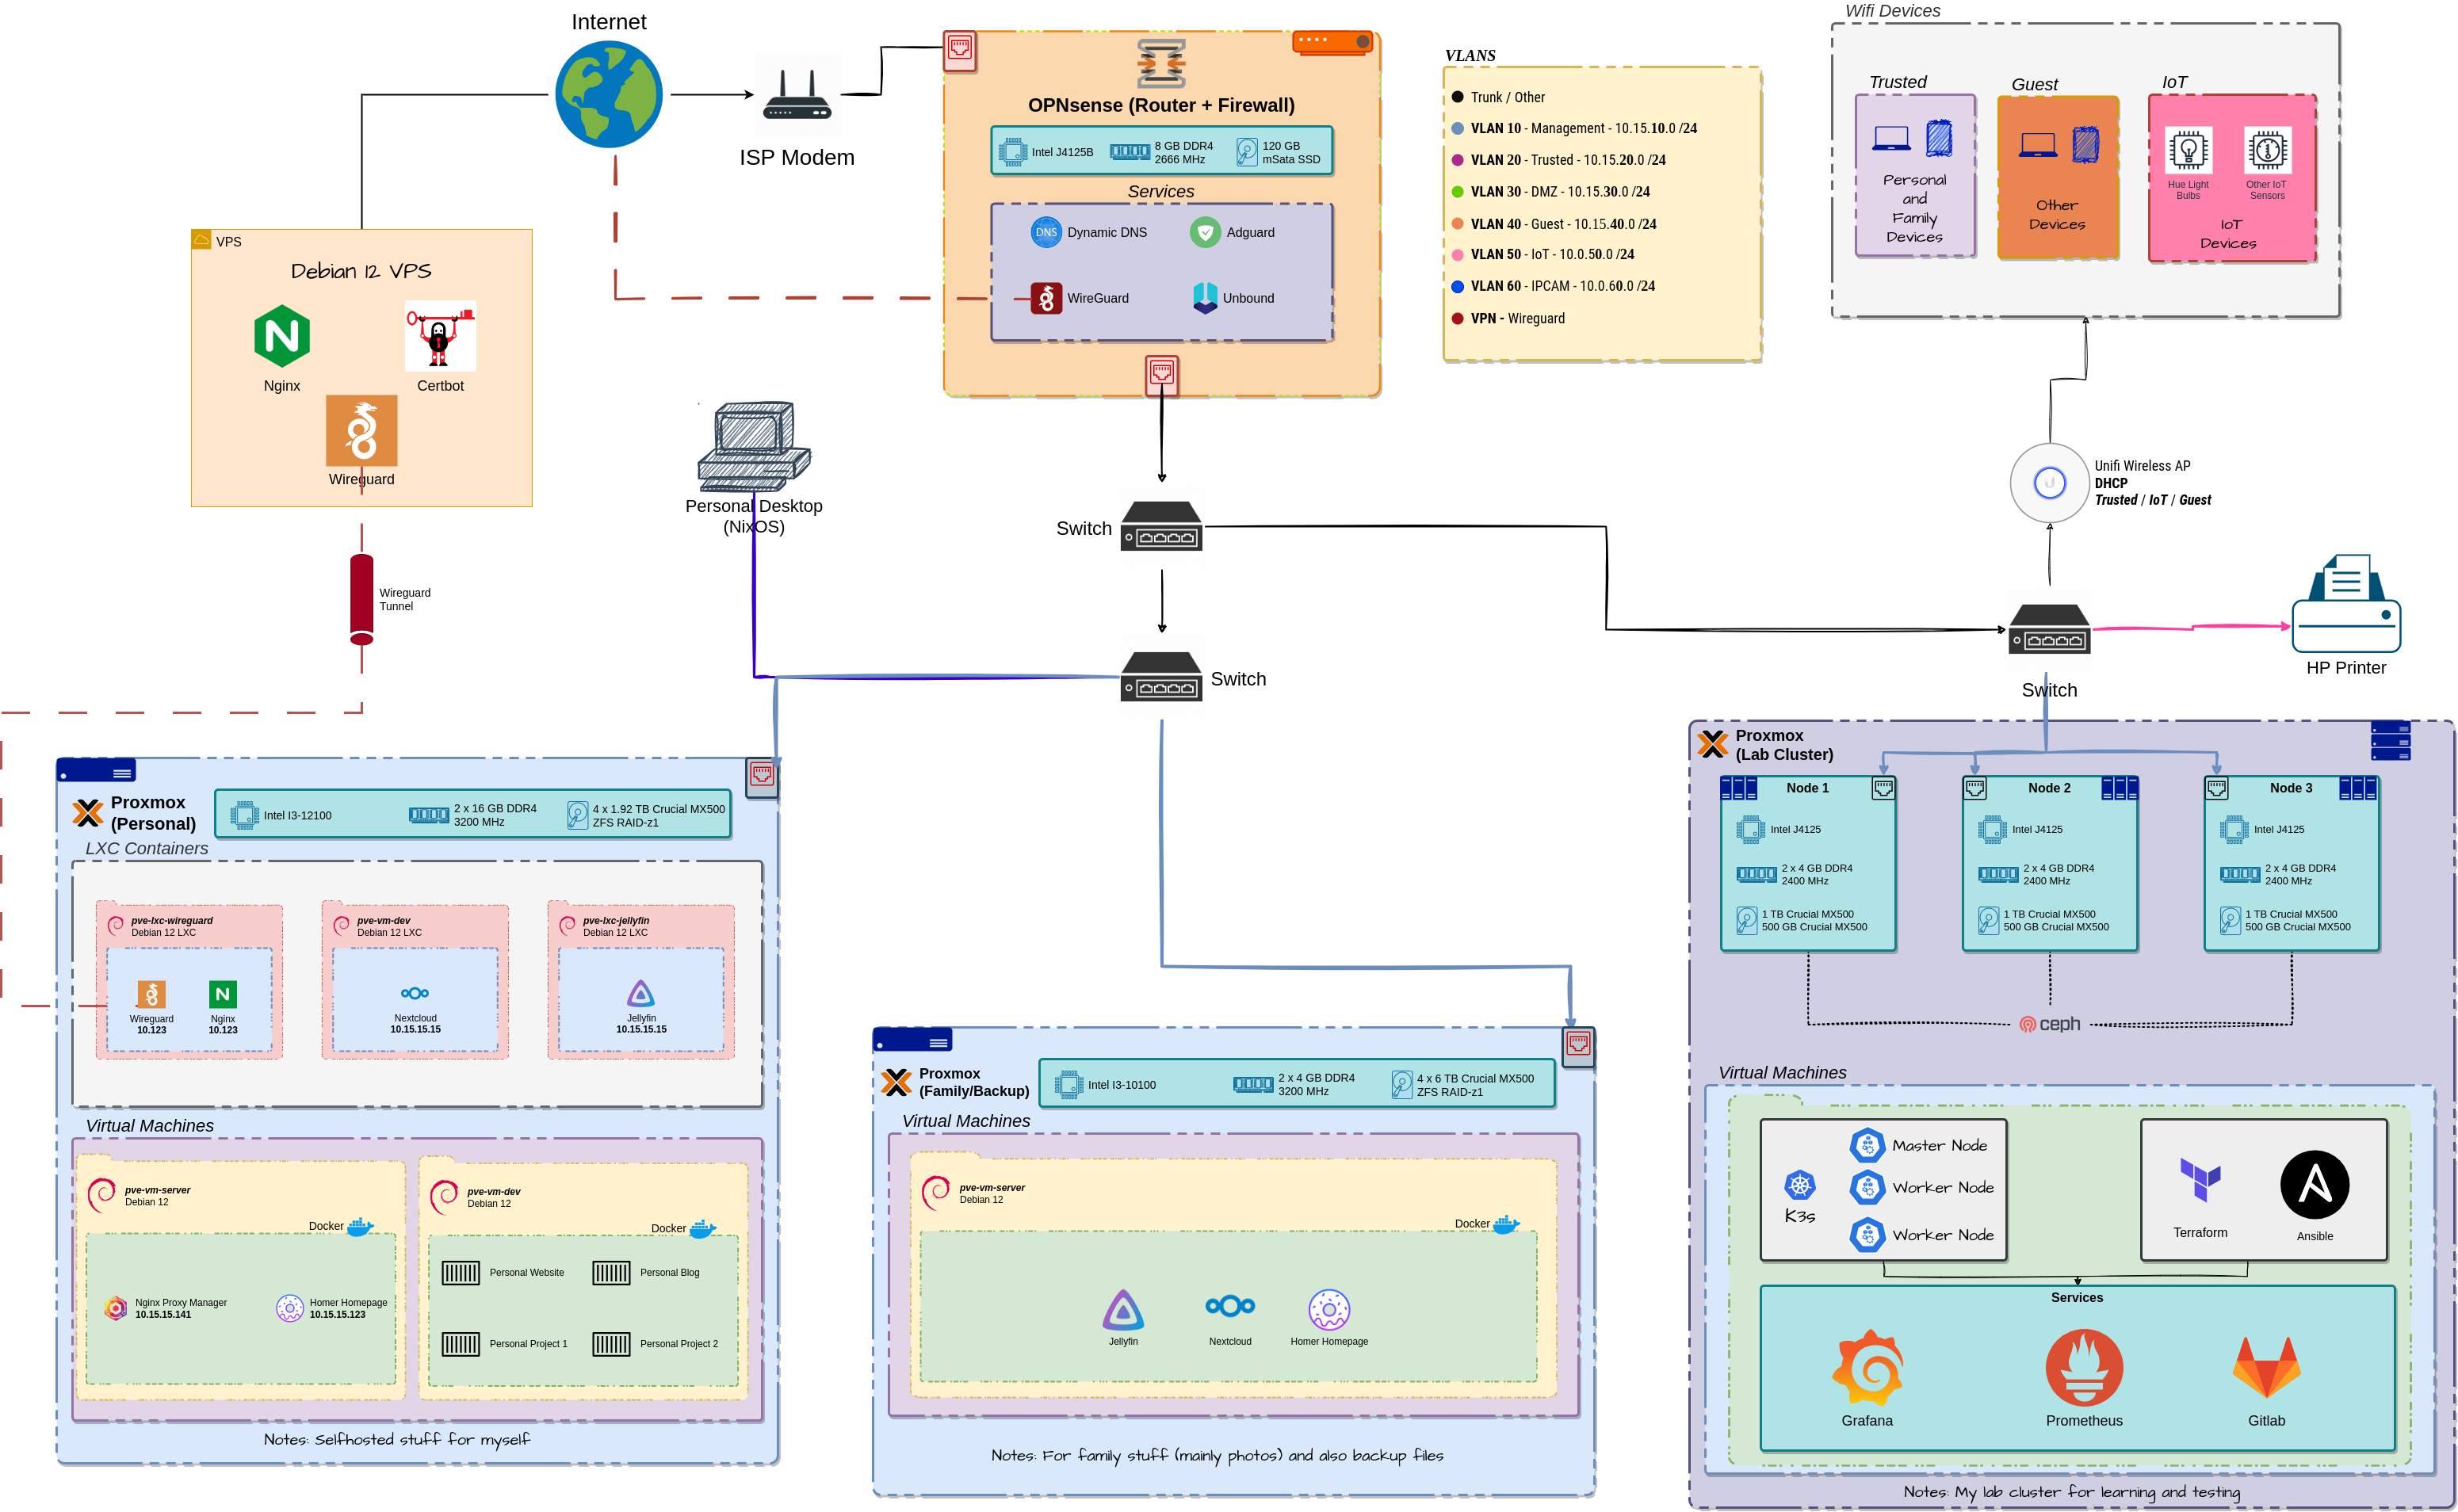 Internet
ISP Modem
VPS
Debian 12 VPS
Nginx
Certbot
Wireguard
Wireguard
Tunnel
OPNsense (Router + Firewall)
Intel J4125B
8 GB DDR4
2666 MHz
120 GB
mSata SSD
Services
DNS
Dynamic DNS
Adguard
WireGuard
Unbound
VLANS
Trunk / Other
VLAN 10 - Management - 10.15.10.0 /24
VLAN 20 - Trusted - 10.15.20.0 /24
VLAN 30 - DMZ - 10.15.30.0 /24
VLAN 40 - Guest - 10.15.40.0 /24
VLAN 50 - IoT - 10.0.50.0 /24
VLAN 60 - IPCAM - 10.0.60.0 /24
VPN - Wireguard
Wifi Devices
Trusted
Personal
and
Family
Devices
Guest
Other
Devices
IoT
Hue Light
Bulbs
Other IoT
Sensors
IoT
Devices
Unifi Wireless AP
DHCP
Trusted / IoT / Guest
Personal Desktop
(NixOS)
Switch
Switch
Switch
HP Printer
Proxmox
(Personal)
Intel I3-12100
2 x 16 GB DDR4
3200 MHz
4 x 1.92 TB Crucial MX500
ZFS RAID-z1
LXC Containers
pve-lxc-wireguard
Debian 12 LXC
Wireguard
10.123
Nginx
10.123
pve-vm-dev
Debian 12 LXC
Nextcloud
10.15.15.15
pve-lxc-jellyfin
Debian 12 LXC
Jellyfin
10.15.15.15
Virtual Machines
pve-vm-server
Debian 12
Docker
Nginx Proxy Manager
10.15.15.141
Homer Homepage
10.15.15.123
pve-vm-dev
Debian 12
Docker
Personal Website
Personal Blog
Personal Project 1
Personal Project 2
Notes: Selfhosted stuff for myself
Proxmox
(Family/Backup)
Intel I3-10100
2 x 4 GB DDR4
3200 MHz
4 x 6 TB Crucial MX500
ZFS RAID-z1
Virtual Machines
pve-vm-server
Debian 12
Docker
Jellyfin
Nextcloud
Homer Homepage
Notes: For family stuff (mainly photos) and also backup files
Proxmox
(Lab Cluster)
Node 1
Intel J4125
2 x 4 GB DDR4
2400 MHz
1 TB Crucial MX500
500 GB Crucial MX500
Node 2
Intel J4125
2 x 4 GB DDR4
2400 MHz
1 TB Crucial MX500
500 GB Crucial MX500
Node 3
Intel J4125
2 x 4 GB DDR4
2400 MHz
1 TB Crucial MX500
500 GB Crucial MX500
ceph
Virtual Machines
K3s
Master Node
Worker Node
Worker Node
Terraform
Ansible
Services
Grafana
Prometheus
Gitlab
Notes: My lab cluster for learning and testing